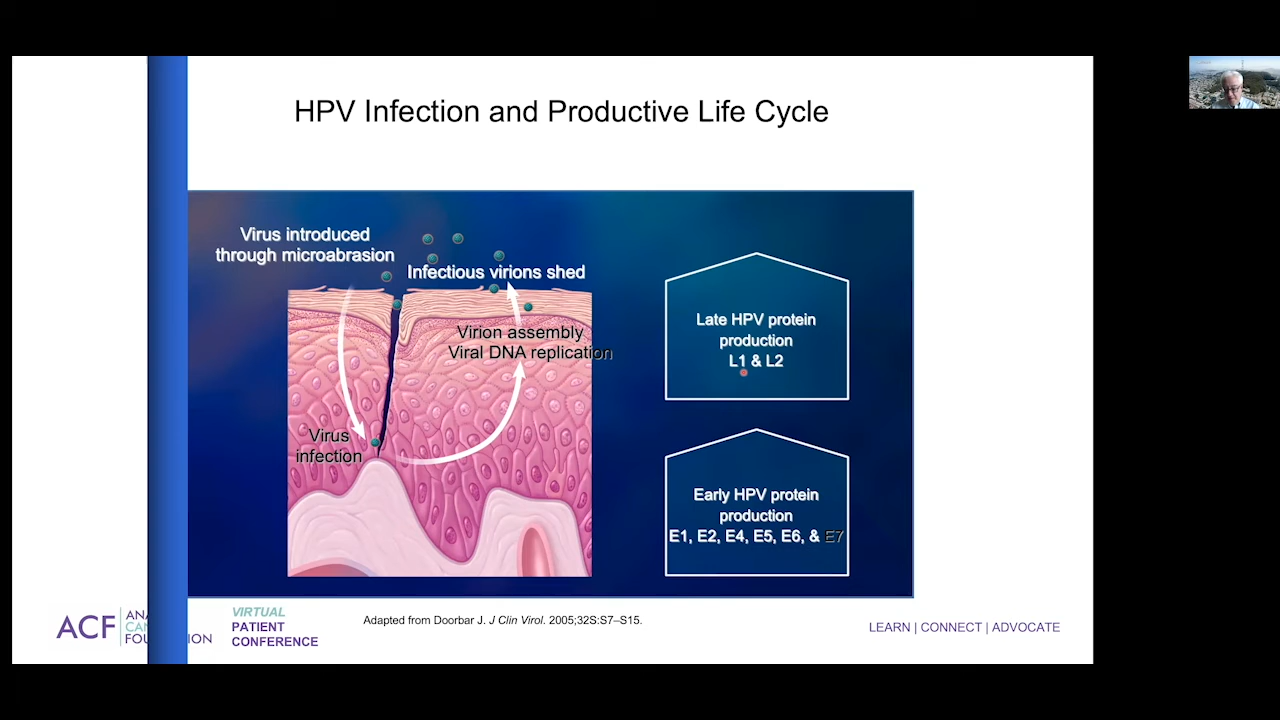 HPV Infection and Productive Life Cycle
Virus introduced
through microabrasion
Infectious virions shed
Virion assembly
Viral DNA replication
Virus
infection
Late HPV protein
production
L1 & L2
Early HPV protein
production
E1, E2, E4, E5, E6, & E7
ACF
VIRTUAL
PATIENT
CONFERENCE
Adapted from Doorbar J. J Clin Virol. 2005;32S:S7–S15.
LEARN | CONNECT | ADVOCATE